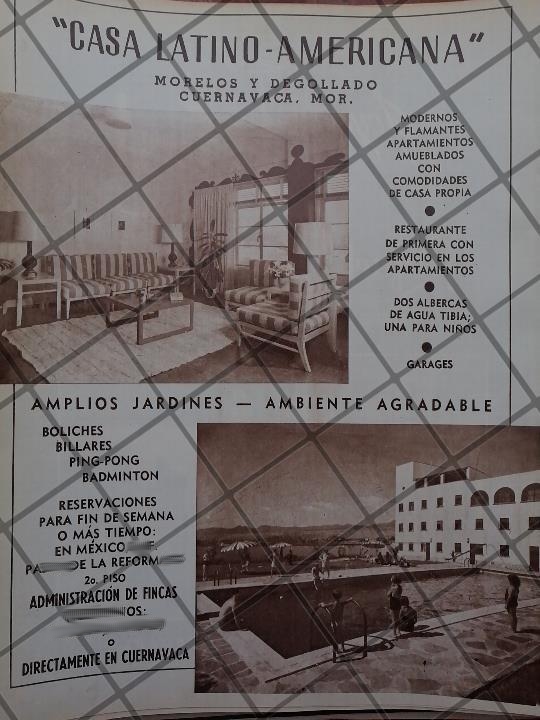 "CASA LATINO-AMERICANA"
MORELOS Y DEGOLLADO
CUERNAVACA, MOR.
MODERNOS
Y FLAMANTES
APARTAMIENTOS
AMUEBLADOS
CON
COMODIDADES
DE CASA PROPIA
RESTAURANTE
DE PRIMERA CON
SERVICIO EN LOS
APARTAMIENTOS
DOS ALBERCAS
DE AGUA TIBIA;
UNA PARA NIÑOS
GARAGES
AMPLIOS JARDINES — AMBIENTE AGRADABLE
BOLICHES
BILLARES
PING-PONG
BADMINTON
RESERVACIONES
PARA FIN DE SEMANA
O MÁS TIEMPO:
EN MÉXICO
DE LA
2o. PISO
ADMINISTRACIÓN DE FINCAS
O
DIRECTAMENTE EN CUERNAVACA